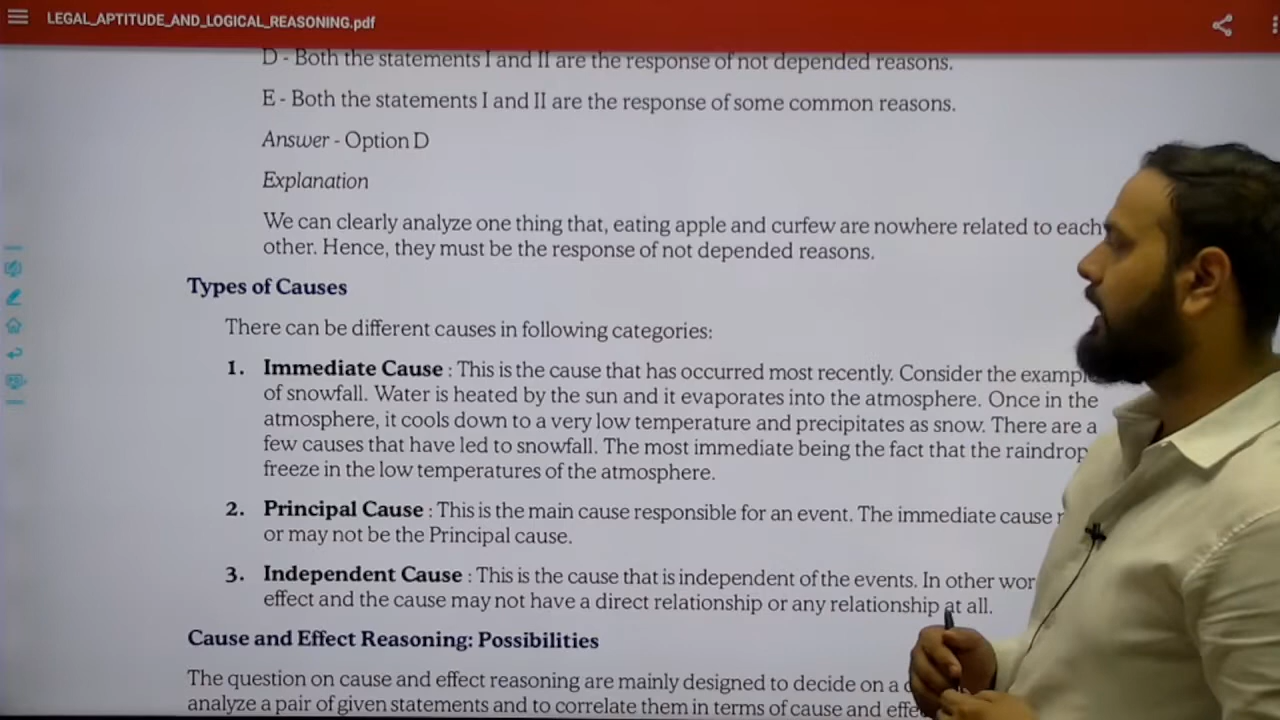 LEGAL_APTITUDE_AND_LOGICAL_REASONING.pdf
D - Both the statements I and II are the response of not depended reasons.
E - Both the statements I and II are the response of some common reasons.
Answer - Option D
Explanation
We can clearly analyze one thing that, eating apple and curfew are nowhere related to each
other. Hence, they must be the response of not depended reasons.
Types of Causes
There can be different causes in following categories:
1. Immediate Cause : This is the cause that has occurred most recently. Consider the example
of snowfall. Water is heated by the sun and it evaporates into the atmosphere. Once in the
atmosphere, it cools down to a very low temperature and precipitates as snow. There are a
few causes that have led to snowfall. The most immediate being the fact that the raindrop
freeze in the low temperatures of the atmosphere.
2. Principal Cause : This is the main cause responsible for an event. The immediate cause
or may not be the Principal cause.
3. Independent Cause : This is the cause that is independent of the events. In other wor
effect and the cause may not have a direct relationship or any relationship at all.
Cause and Effect Reasoning: Possibilities
The question on cause and effect reasoning are mainly designed to decide on a
analyze a pair of given statements and to correlate them in terms of cause and effe